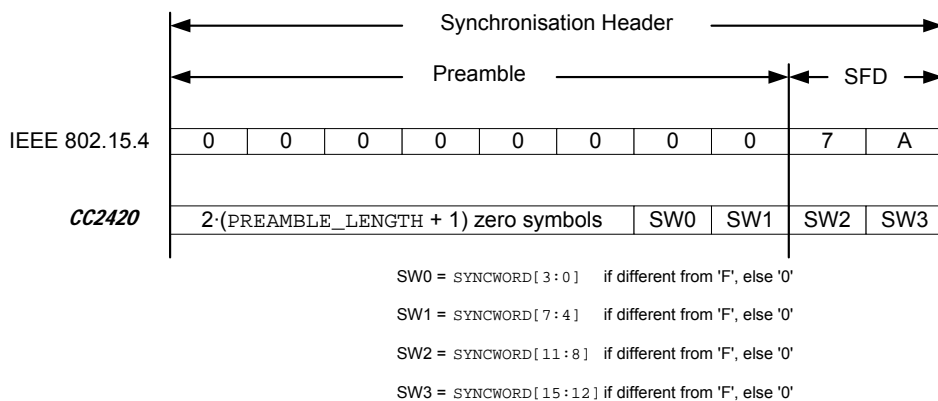 Synchronisation Header
Preamble SFD
IEEE 802.15.4 0 0 0 0 0 0 0 0 7 A
CC2420 2·(PREAMBLE_LENGTH + 1) zero symbols SW0 SW1 SW2 SW3
SW0 = SYNCWORD[3:0] if different from 'F', else '0'
SW1 = SYNCWORD[7:4] if different from 'F', else '0'
SW2 = SYNCWORD[11:8] if different from 'F', else '0'
SW3 = SYNCWORD[15:12] if different from 'F', else '0'